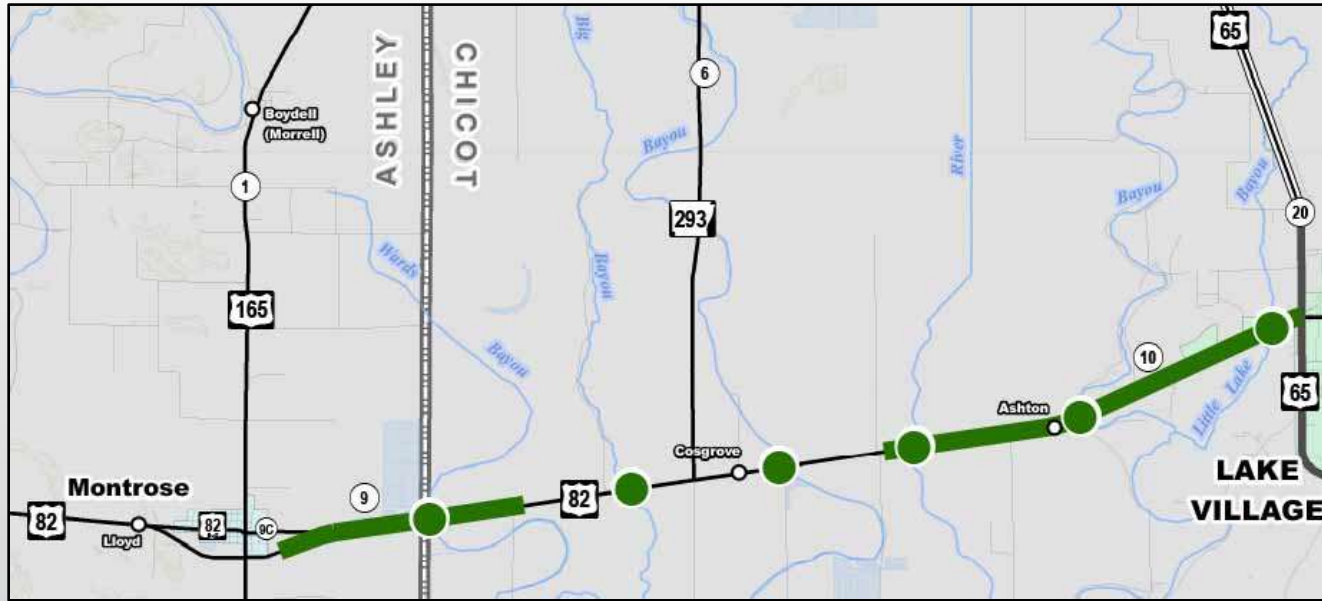 65
Big
ASHLEY
CHICOT
6
Boydell
(Morrell)
Bayou
River
Bayou
Bayou
1
293
20
Wards
Bayou
165
Bayou
10
Little Lake
65
Ashton
Cosgrove
LAKE
VILLAGE
Montrose
9
82
82
82
9C
Lloyd